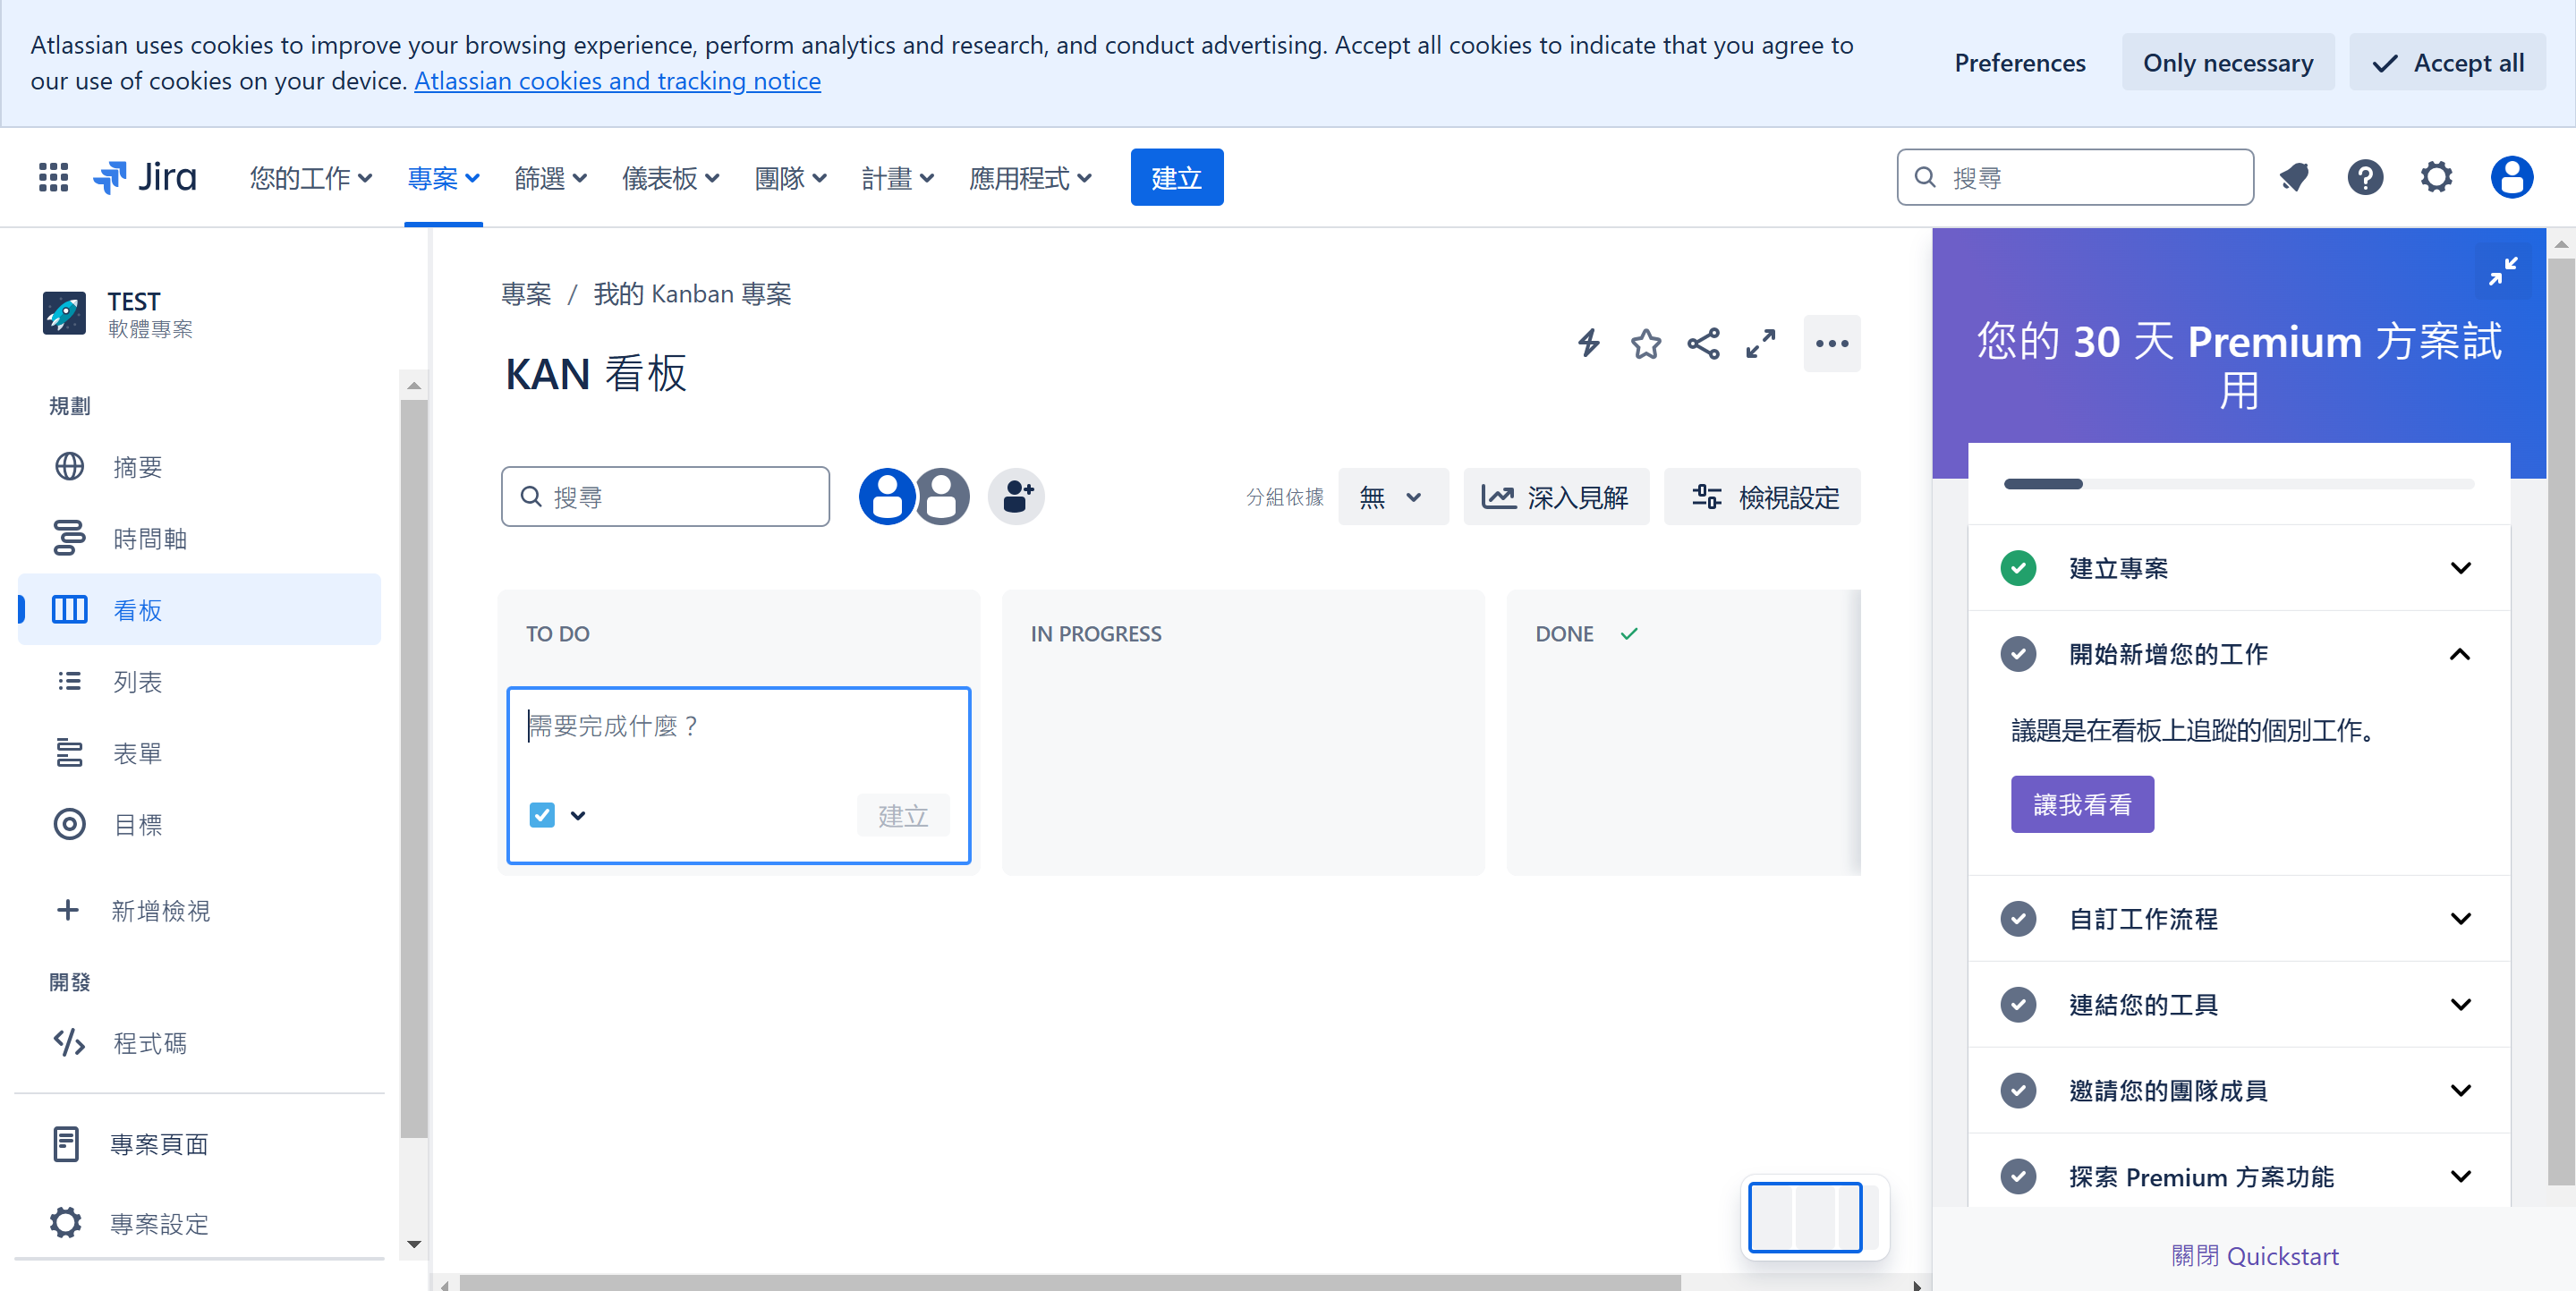 Atlassian uses cookies to improve your browsing experience, perform analytics and research, and conduct advertising. Accept all cookies to indicate that you agree to
our use of cookies on your device. Atlassian cookies and tracking notice
Preferences
Only necessary
Accept all
Jira
您的工作
專案
篩選
儀表板
團隊
計畫
應用程式
建立
搜尋
TEST
軟體專案
規劃
摘要
時間軸
看板
列表
表單
目標
新增檢視
開發
程式碼
專案頁面
專案設定
專案 / 我的 Kanban 專案
KAN 看板
搜尋
分組依據
無
深入見解
檢視設定
TO DO
需要完成什麼？
建立
IN PROGRESS
DONE
您的 30 天 Premium 方案試
用
建立專案
開始新增您的工作
議題是在看板上追蹤的個別工作。
讓我看看
自訂工作流程
連結您的工具
邀請您的團隊成員
探索 Premium 方案功能
關閉 Quickstart